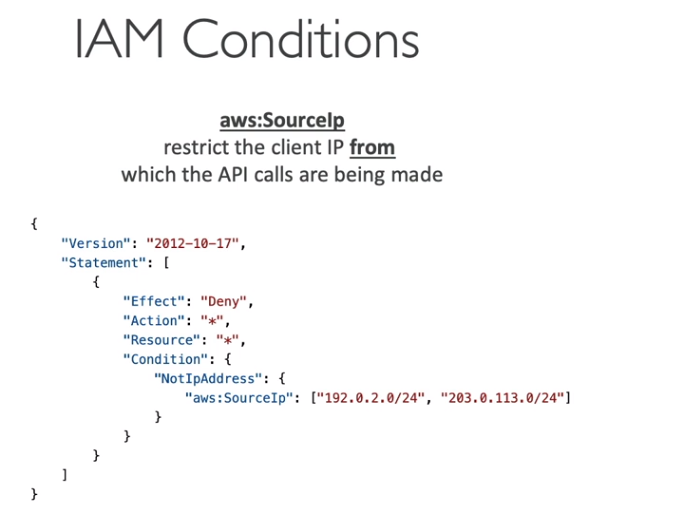 IAM Conditions
aws:SourceIp
restrict the client IP from
which the API calls are being made
{
    "Version": "2012-10-17",
    "Statement": [
        {
            "Effect": "Deny",
            "Action": "*",
            "Resource": "*",
            "Condition": {
                "NotIpAddress": {
                    "aws:SourceIp": ["192.0.2.0/24", "203.0.113.0/24"]
                }
            }
        }
    ]
}